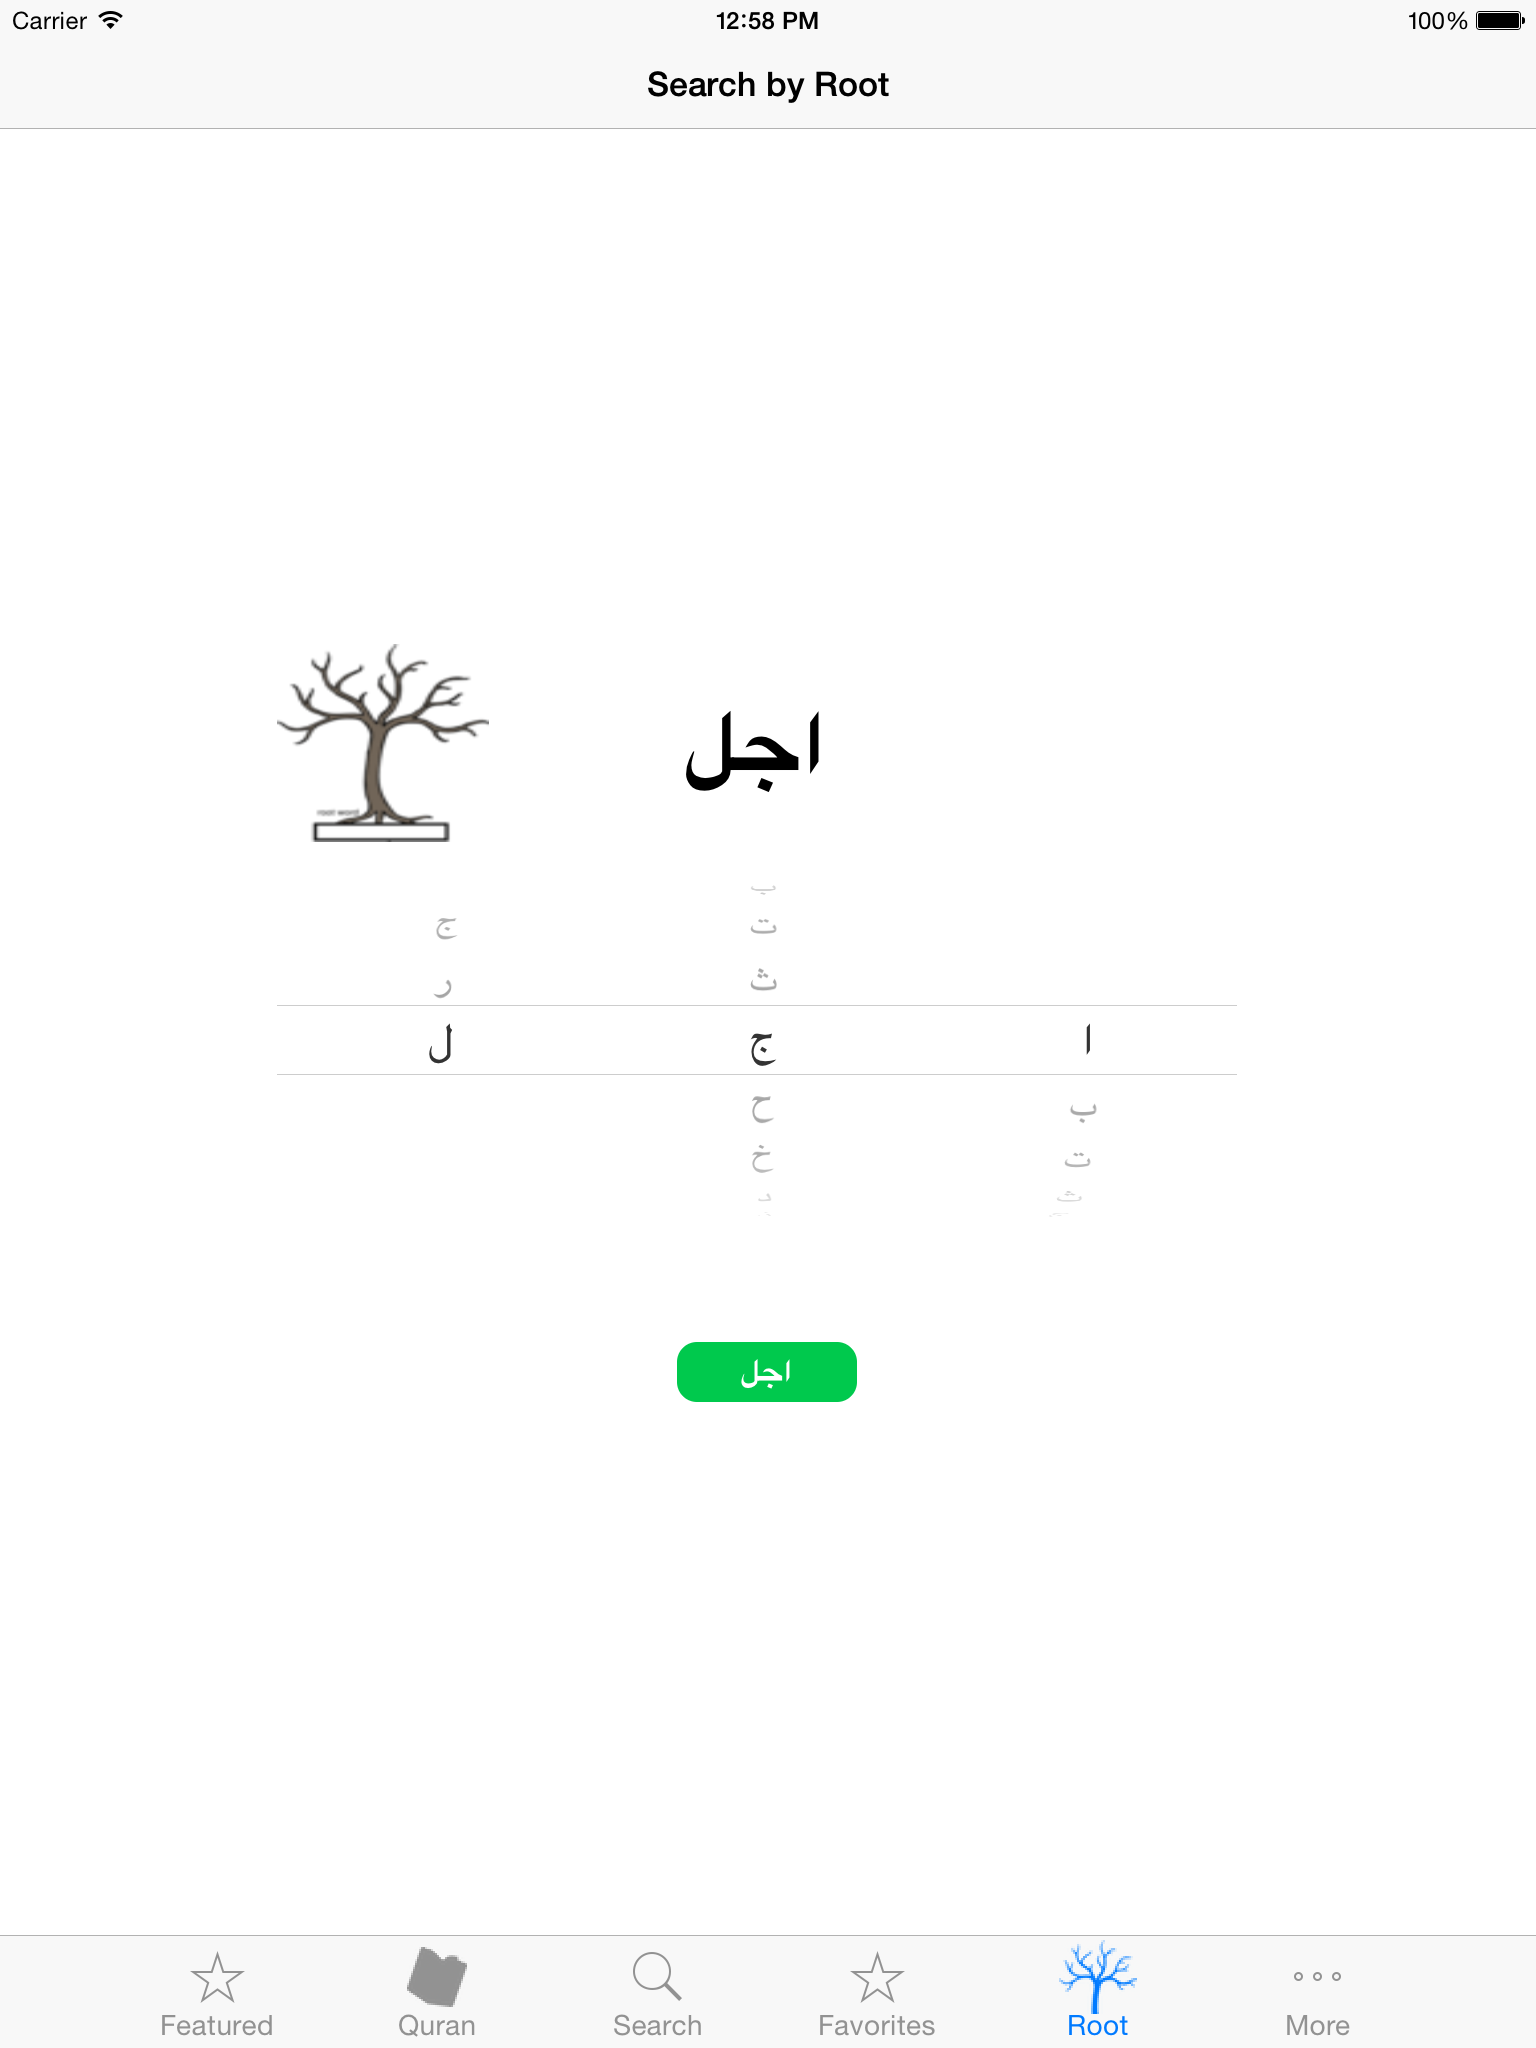 Carrier 12:58 PM 100%
Search by Root
اجل
root word
ب
ج ت
ر ث
ل ج ا
ح ب
خ ت
د ث
اجل
Featured Quran Search Favorites Root More